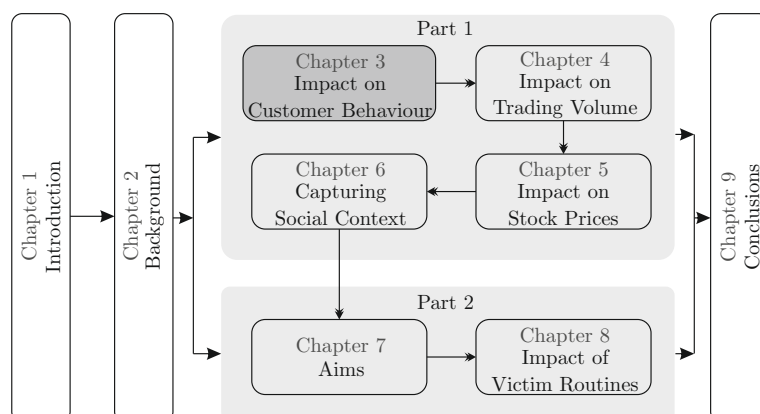 Chapter 1
Introduction
Chapter 2
Background
Part 1
Chapter 3
Impact on
Customer Behaviour
Chapter 4
Impact on
Trading Volume
Chapter 6
Capturing
Social Context
Chapter 5
Impact on
Stock Prices
Part 2
Chapter 7
Aims
Chapter 8
Impact of
Victim Routines
Chapter 9
Conclusions